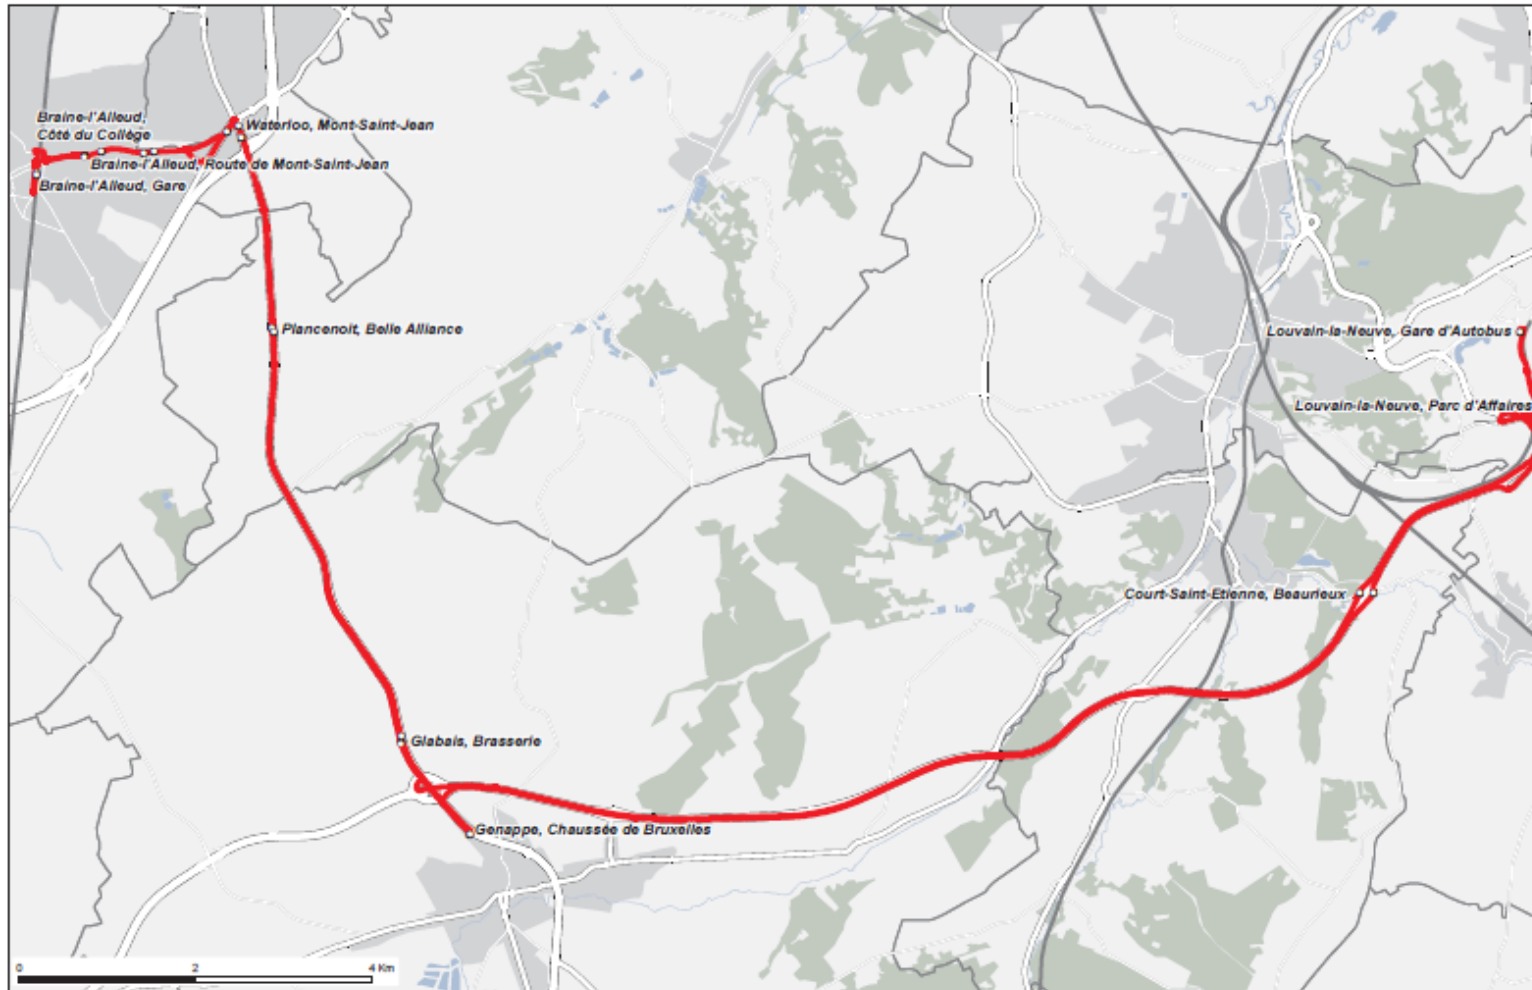 Braine-l'Alleud,
Côté du Collège
Waterloo, Mont-Saint-Jean
Braine-l'Alleud, Route de Mont-Saint-Jean
Braine-l'Alleud, Gare
Plancenoit, Belle Alliance
Louvain-la-Neuve, Gare d'Autobus
Louvain-la-Neuve, Parc d'Affaires
Court-Saint-Etienne, Beaurieux
Glabais, Brasserie
Genappe, Chaussée de Bruxelles
0 2 4 Km